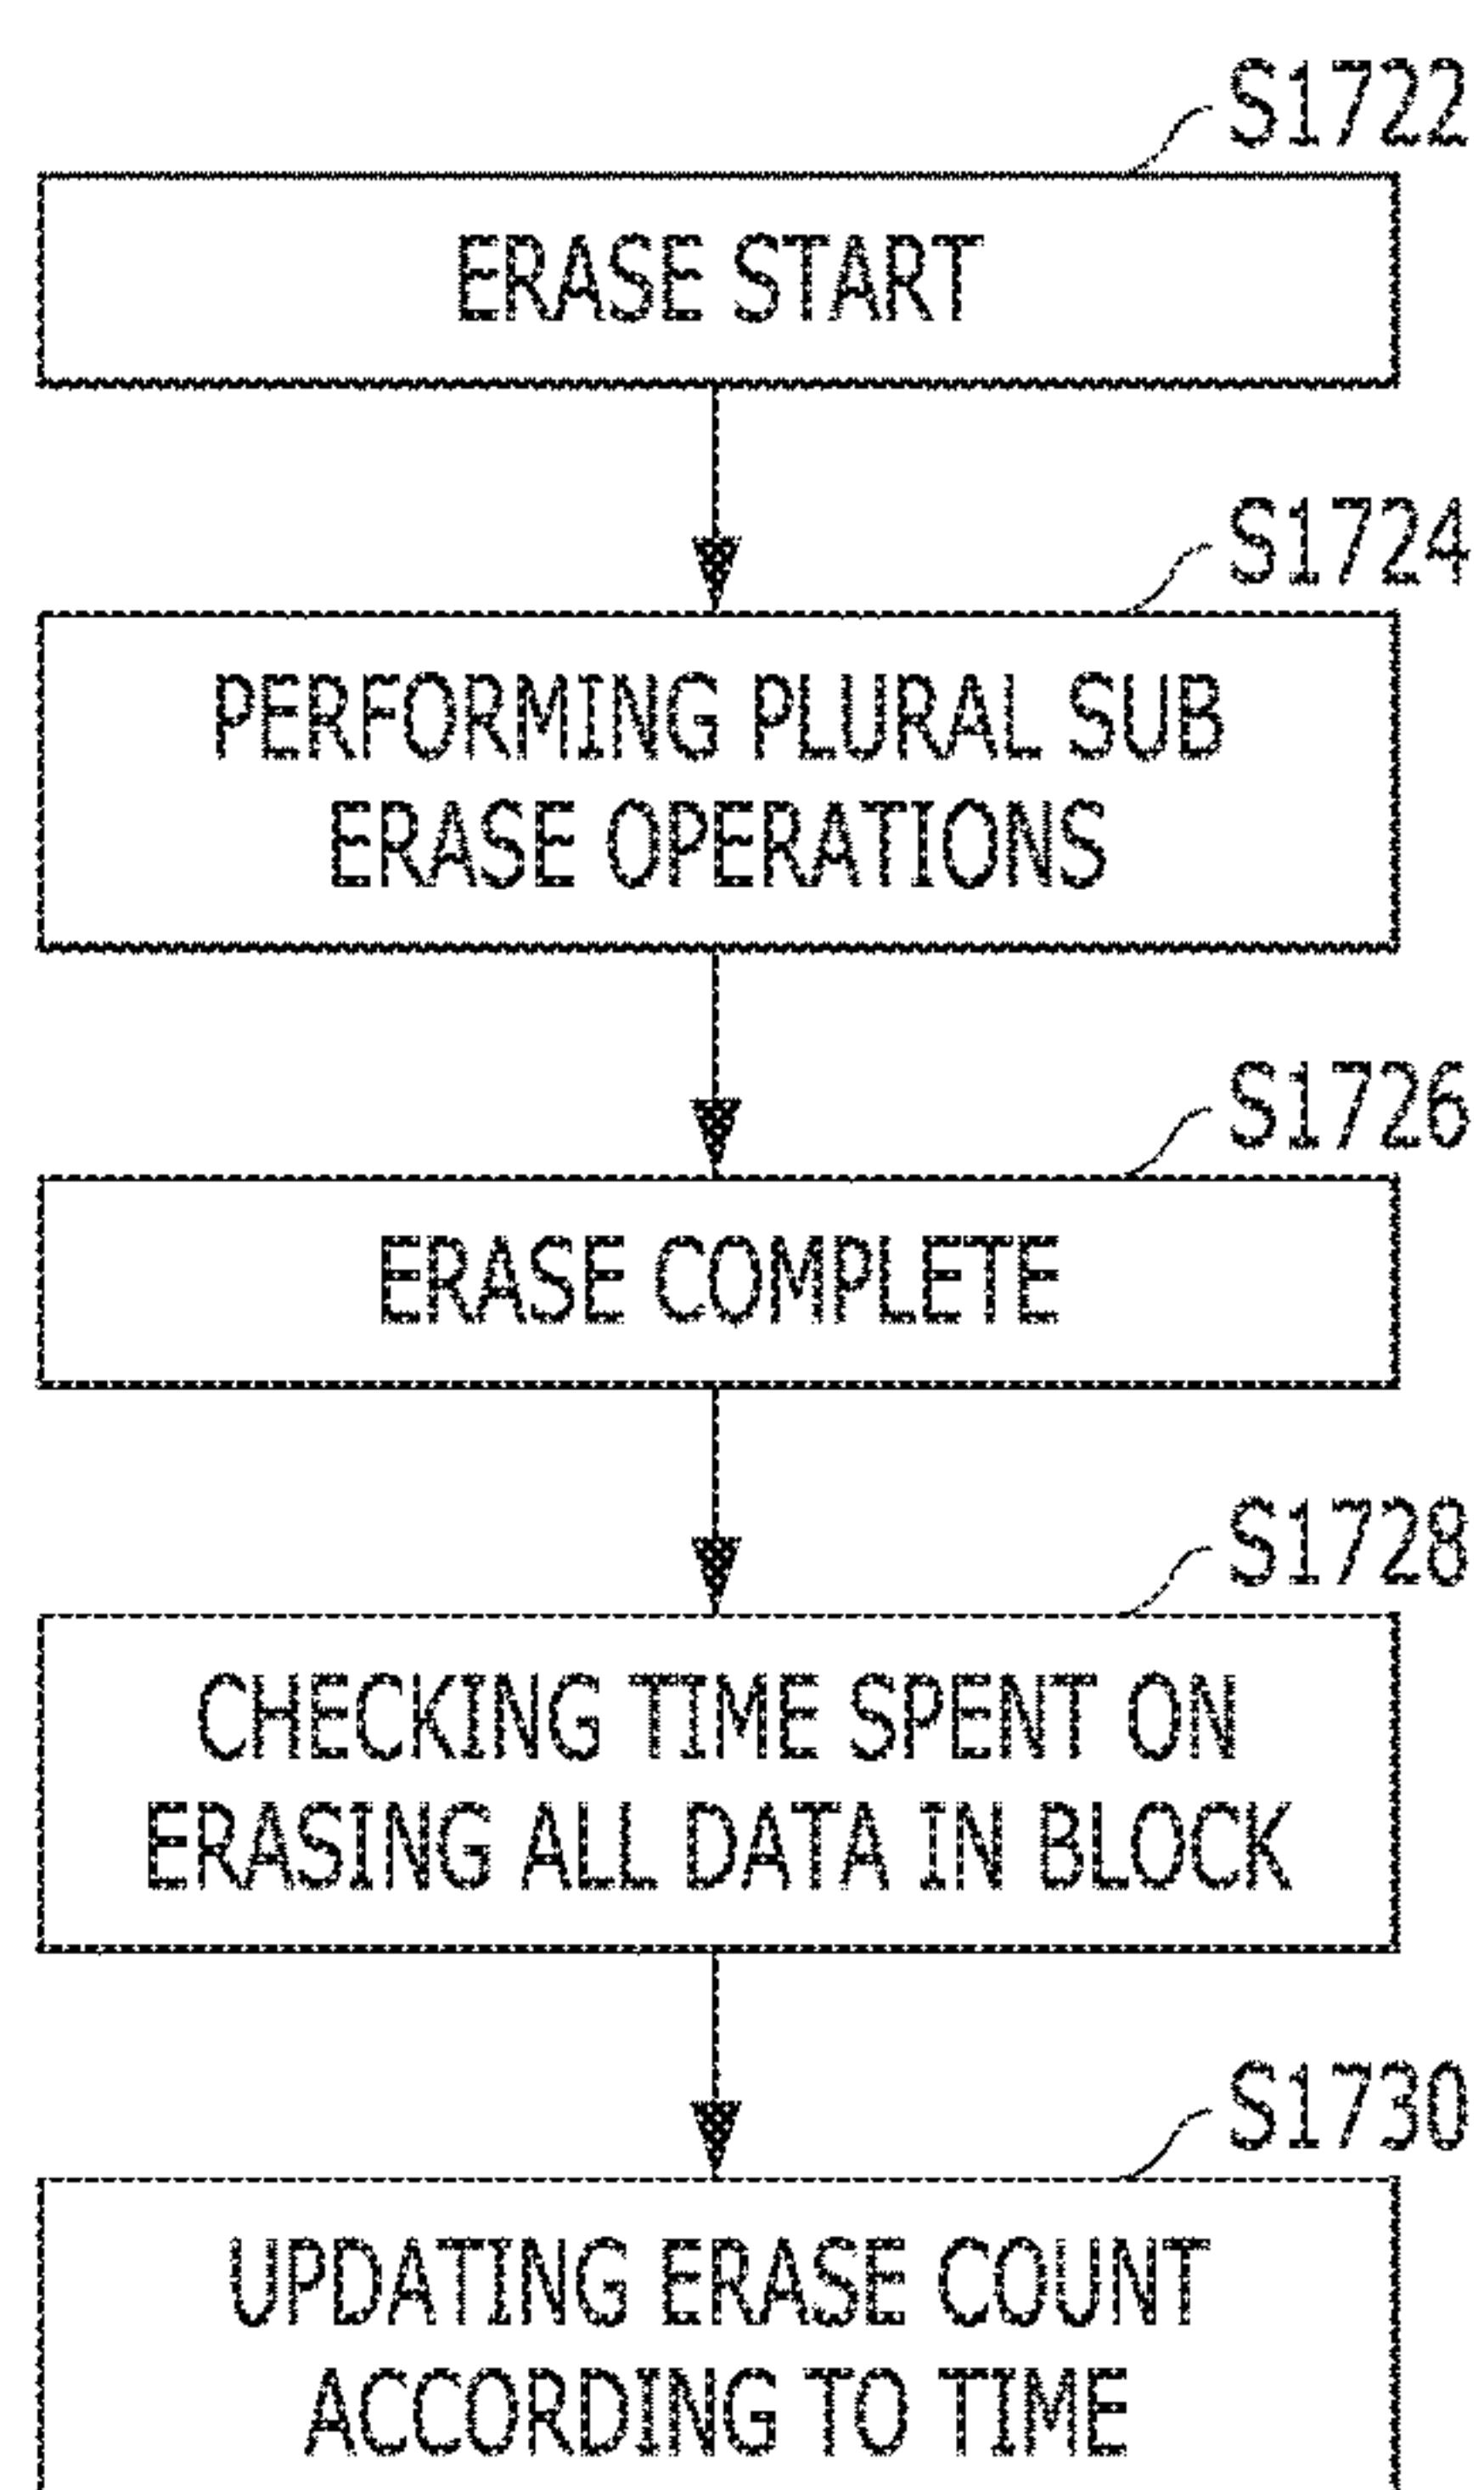 S1722
ERASE START
S1724
PERFORMING PLURAL SUB
ERASE OPERATIONS
S1726
ERASE COMPLETE
S1728
CHECKING TIME SPENT ON
ERASING ALL DATA IN BLOCK
S1730
UPDATING ERASE COUNT
ACCORDING TO TIME